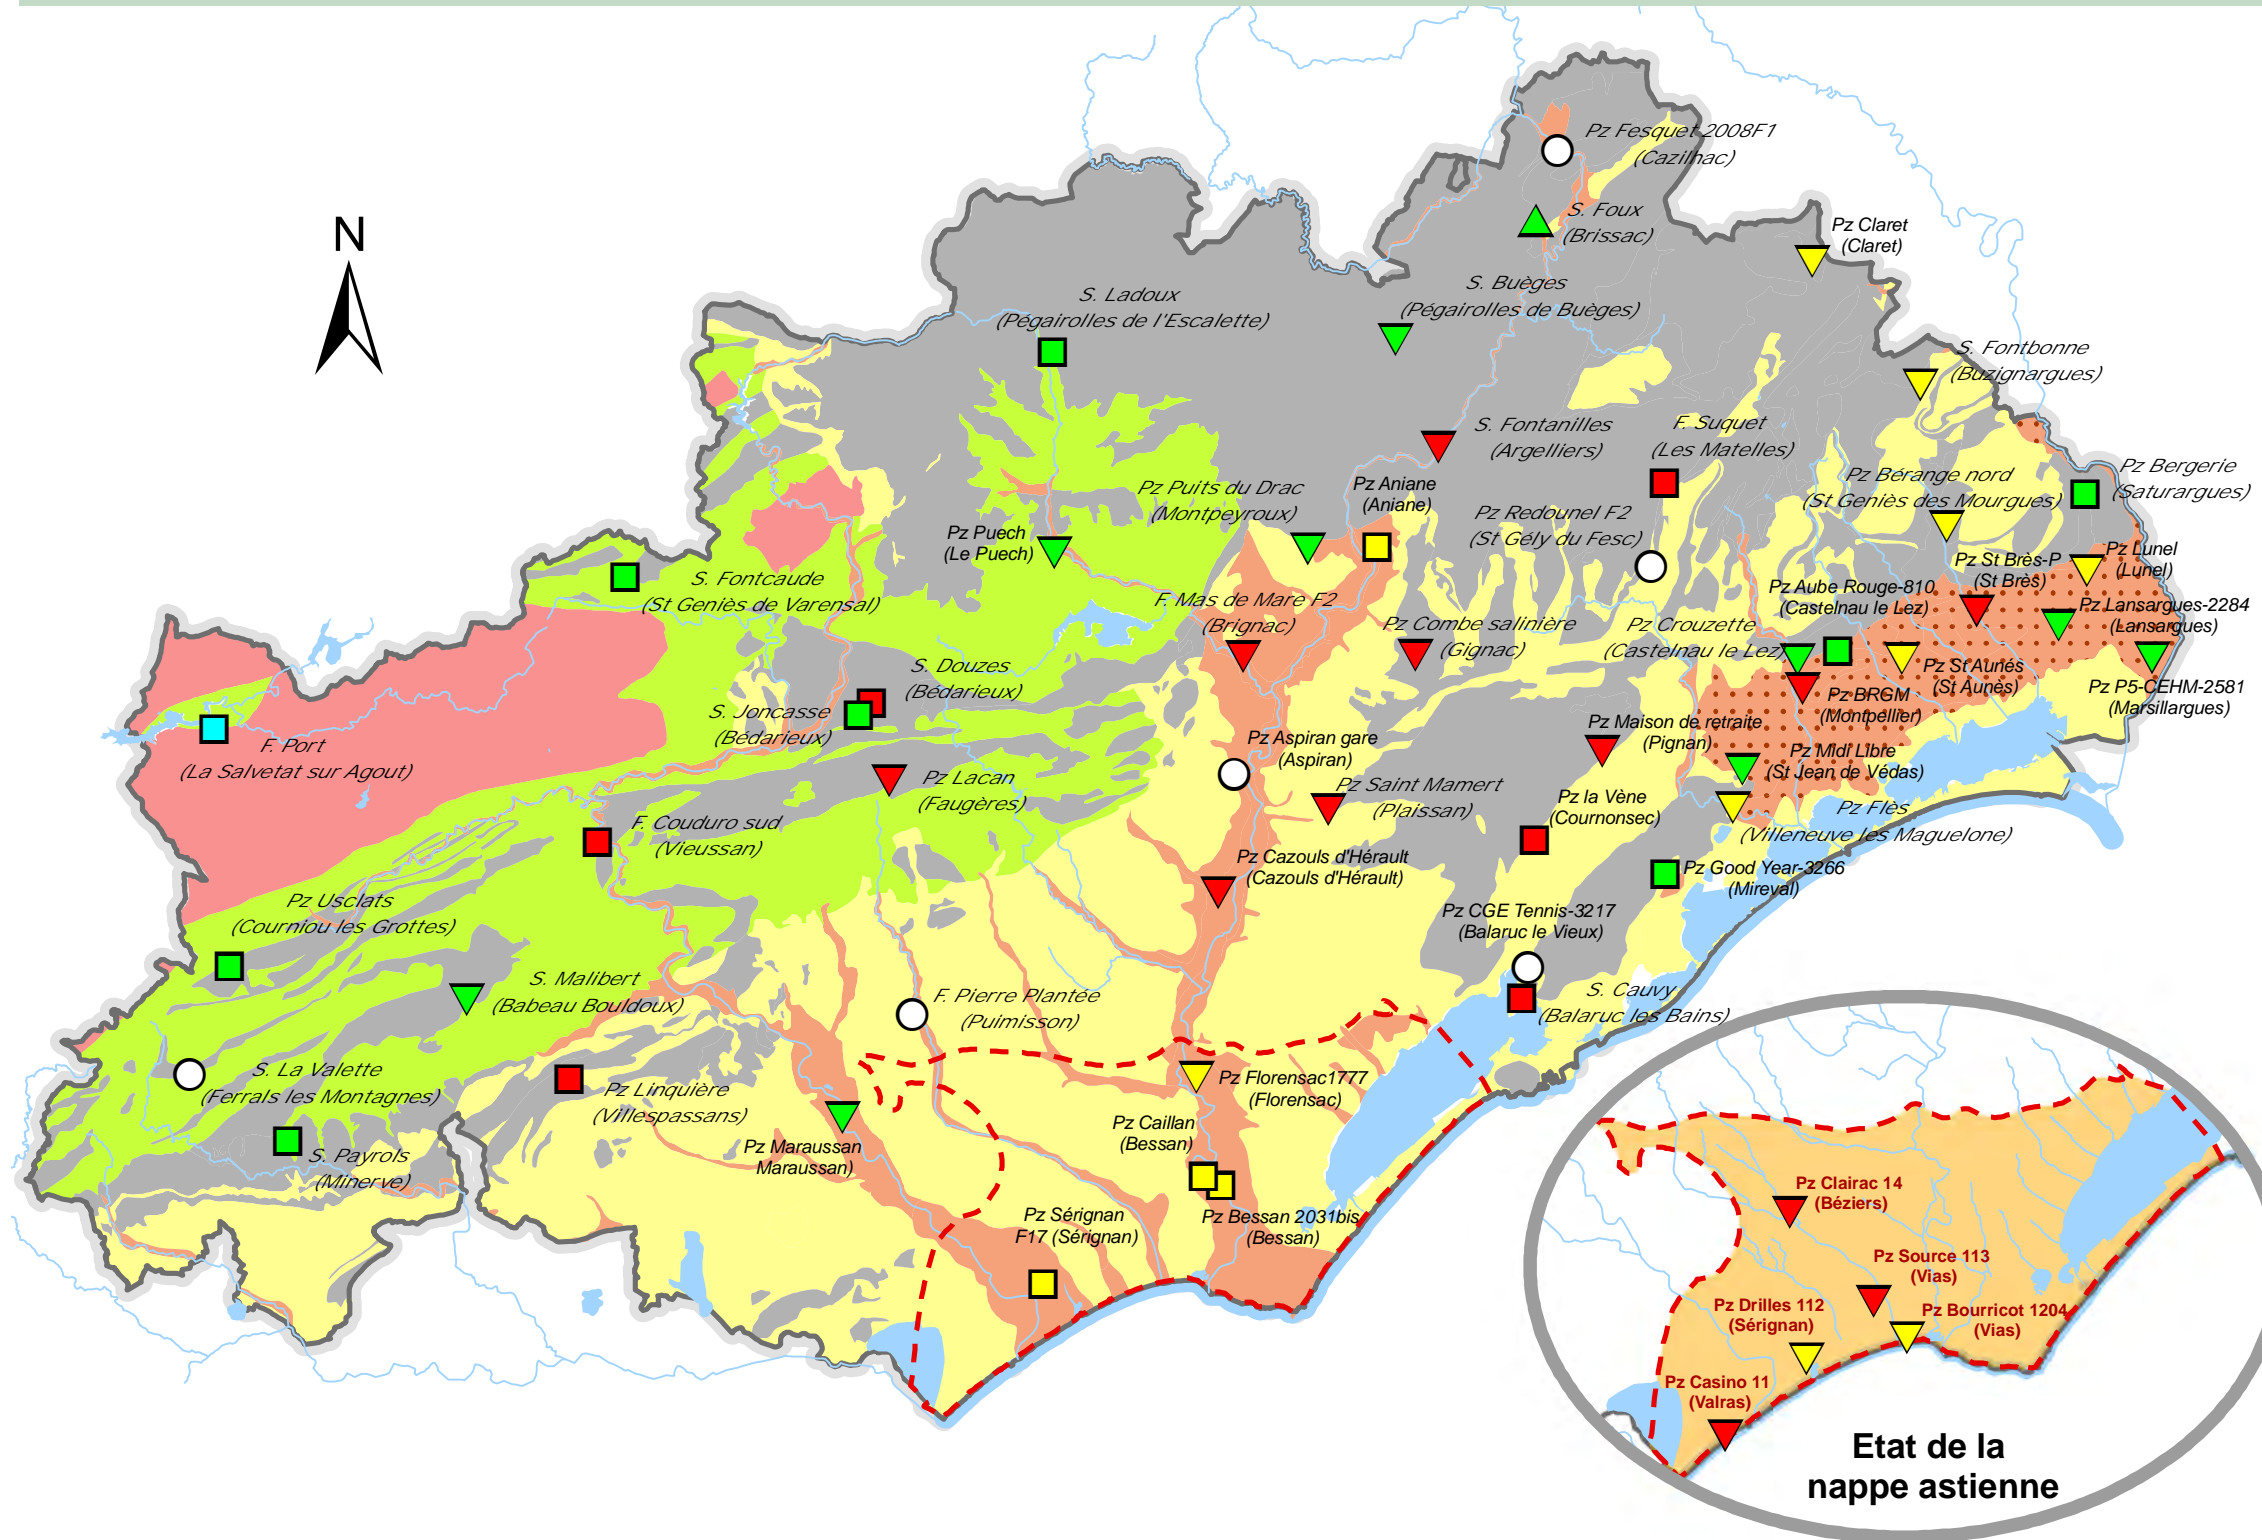 N
Pz Fesquet 2008F1
(Cazilhac)
S. Foux
(Brissac)
Pz Claret
(Claret)
S. Buèges
(Pégairolles de Buèges)
S. Ladoux
(Pégairolles de l'Escalette)
S. Fontbonne
(Buzignargues)
S. Fontanilles
(Argelliers)
F. Suquet
(Les Matelles)
Pz Bergerie
(Saturargues)
Pz Bérange nord
(St Geniès des Mourgues)
Pz Puits du Drac
(Montpeyroux)
Pz Aniane
(Aniane)
Pz Redounel F2
(St Gély du Fesc)
Pz Puech
(Le Puech)
Pz Lunel
(Lunel)
Pz St Brès-P
(St Brès)
Pz Aube Rouge-810
(Castelnau le Lez)
S. Fontcaude
(St Geniès de Varensal)
F. Mas de Mare F2
(Brignac)
Pz Lansargues-2284
(Lansargues)
Pz Combe salinière
(Gignac)
Pz Crouzette
(Castelnau le Lez)
S. Douzes
(Bédarieux)
Pz St Aunés
(St Aunès)
Pz P5-CEHM-2581
(Marsillargues)
Pz BRGM
(Montpellier)
S. Joncasse
(Bédarieux)
Pz Maison de retraite
(Pignan)
F. Port
(La Salvetat sur Agout)
Pz Aspiran gare
(Aspiran)
Pz Midi Libre
(St Jean de Védas)
Pz Lacan
(Faugères)
Pz Saint Mamert
(Plaissan)
Pz la Vène
(Cournonsec)
Pz Flès
(Villeneuve les Maguelone)
F. Couduro sud
(Vieussan)
Pz Cazouls d'Hérault
(Cazouls d'Hérault)
Pz Good Year-3266
(Mireval)
Pz Usclats
(Courniou les Grottes)
Pz CGE Tennis-3217
(Balaruc le Vieux)
S. Malibert
(Babeau Bouldoux)
F. Pierre Plantée
(Puimisson)
S. Cauvy
(Balaruc les Bains)
S. La Valette
(Ferrals les Montagnes)
Pz Linquière
(Villespassans)
Pz Florensac1777
(Florensac)
Pz Caillan
(Bessan)
Pz Maraussan
Maraussan)
S. Payrols
(Minerve)
Pz Sérignan
F17 (Sérignan)
Pz Bessan 2031bis
(Bessan)
Pz Clairac 14
(Béziers)
Pz Source 113
(Vias)
Pz Drilles 112
(Sérignan)
Pz Bourricot 1204
(Vias)
Pz Casino 11
(Valras)
Etat de la
nappe astienne